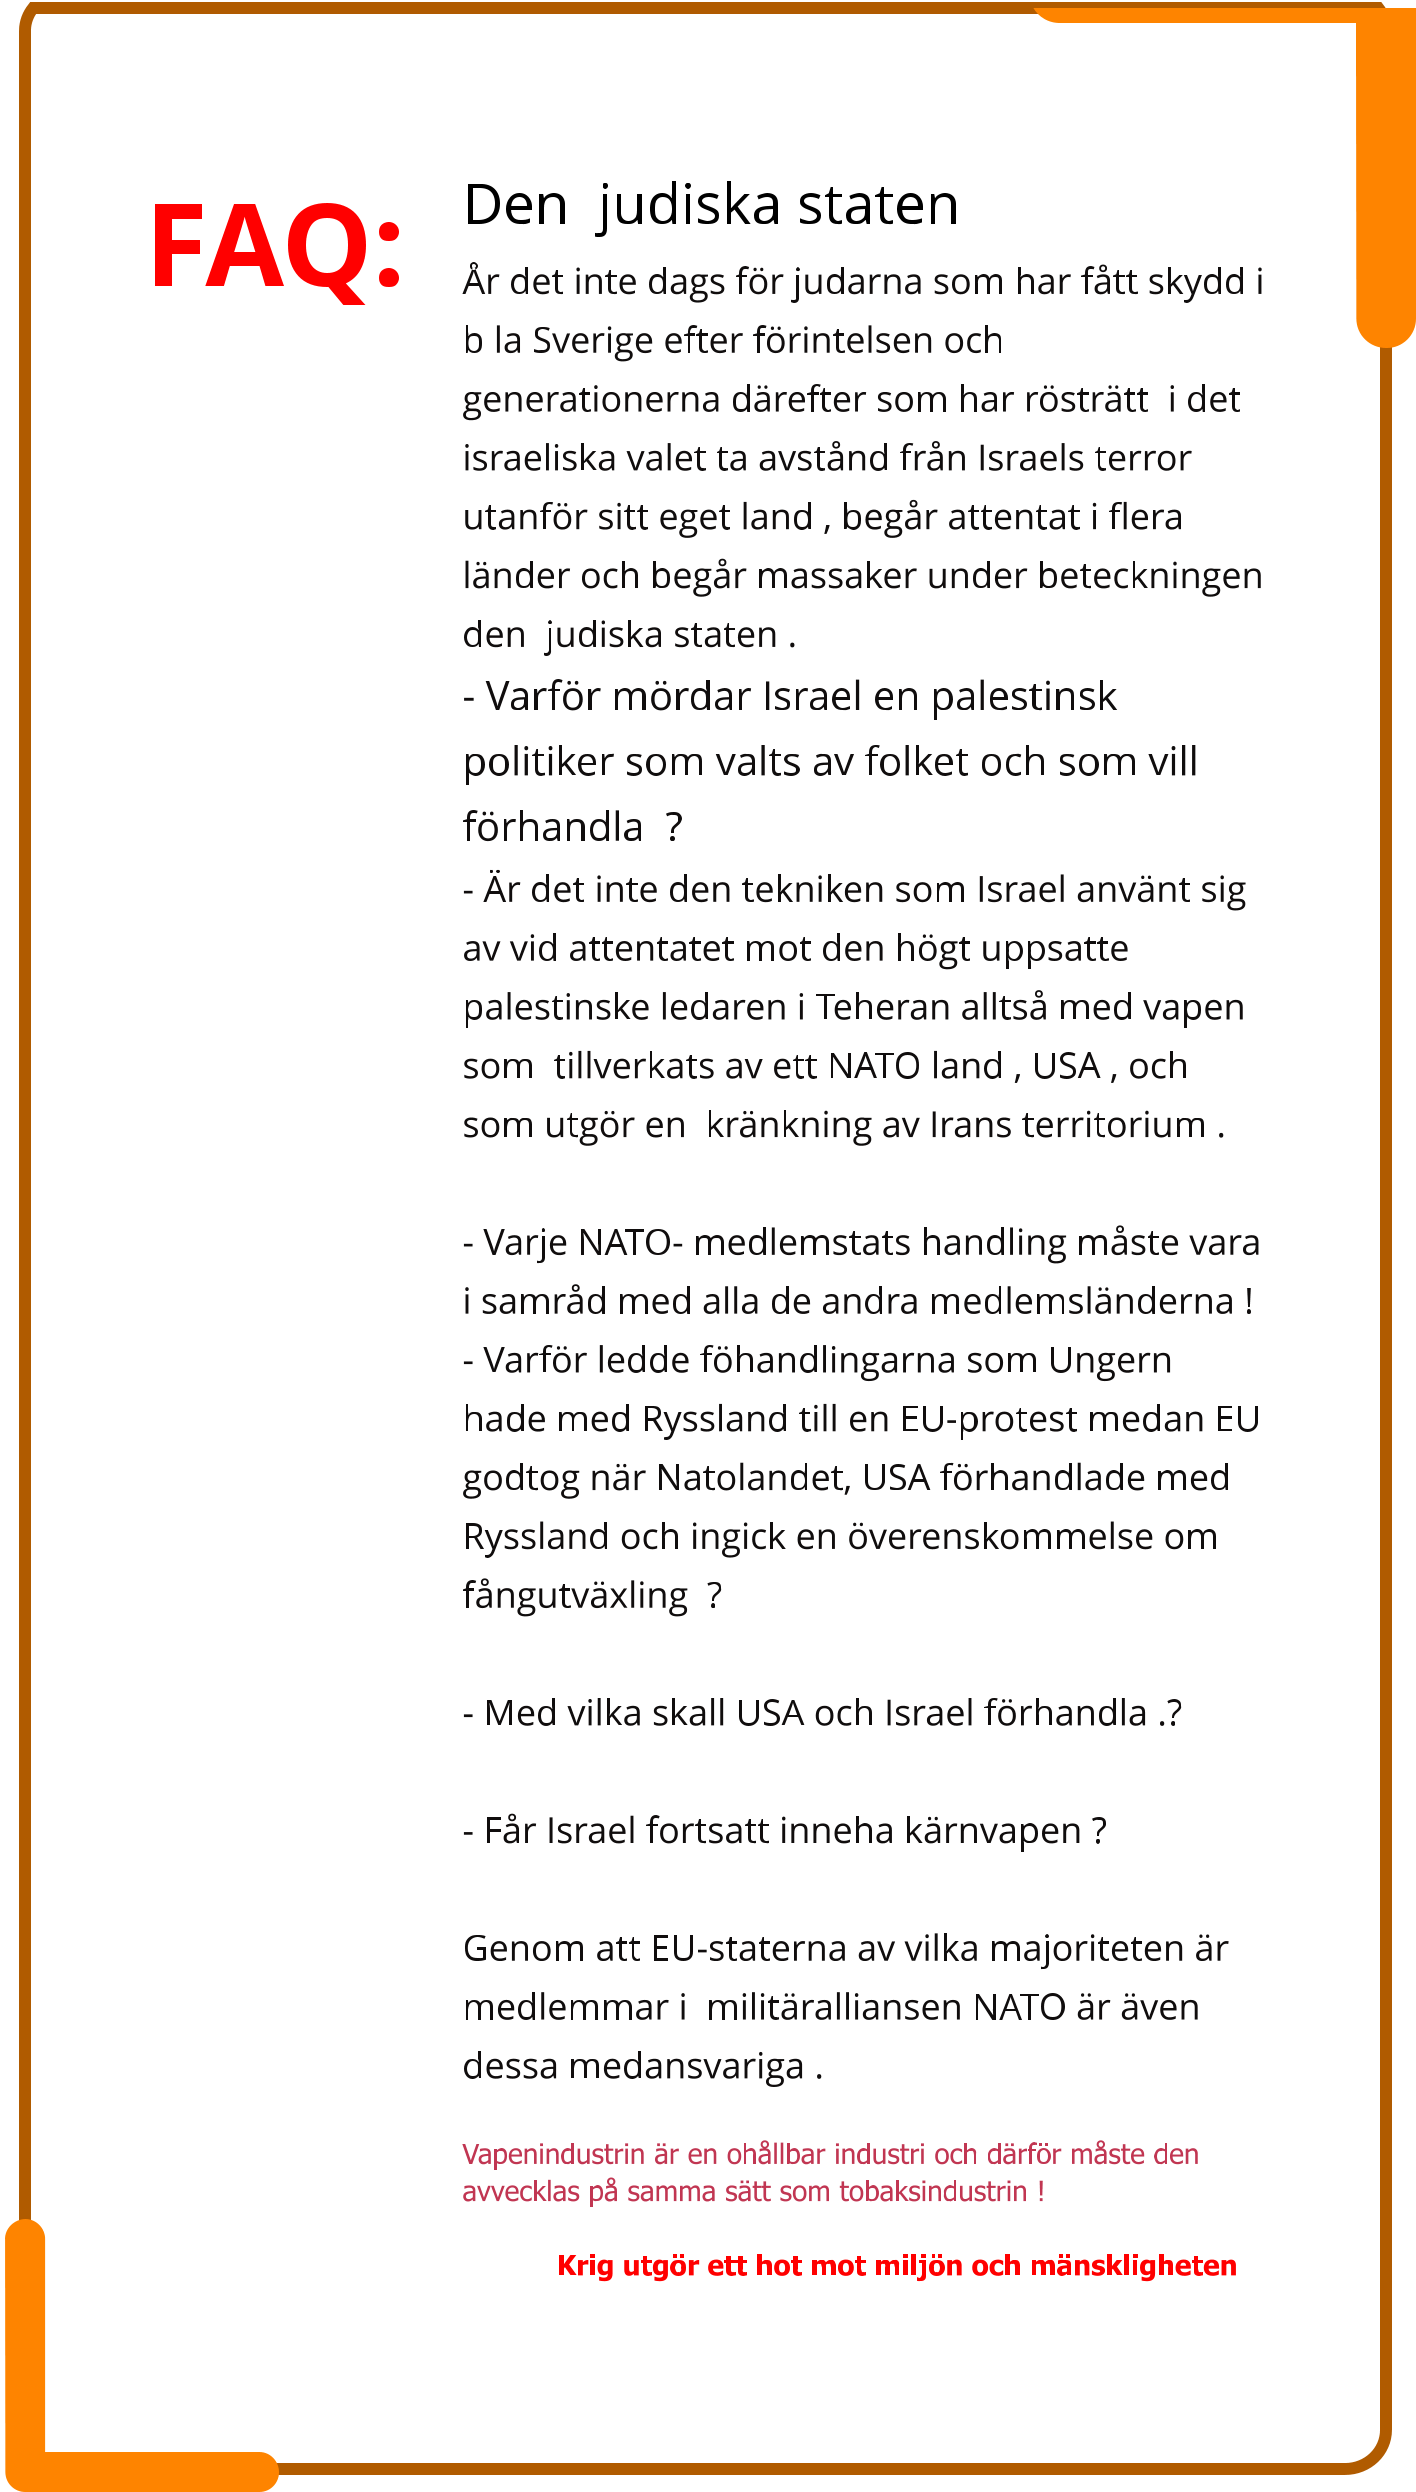 FAQ:
Den  judiska staten
År det inte dags för judarna som har fått skydd i
b la Sverige efter förintelsen och
generationerna därefter som har rösträtt  i det
israeliska valet ta avstånd från Israels terror
utanför sitt eget land , begår attentat i flera
länder och begår massaker under beteckningen
den  judiska staten .
- Varför mördar Israel en palestinsk
politiker som valts av folket och som vill
förhandla  ?
- Är det inte den tekniken som Israel använt sig
av vid attentatet mot den högt uppsatte
palestinske ledaren i Teheran alltså med vapen
som  tillverkats av ett NATO land , USA , och
som utgör en  kränkning av Irans territorium .
- Varje NATO- medlemstats handling måste vara
i samråd med alla de andra medlemsländerna !
- Varför ledde föhandlingarna som Ungern
hade med Ryssland till en EU-protest medan EU
godtog när Natolandet, USA förhandlade med
Ryssland och ingick en överenskommelse om
fångutväxling  ?
- Med vilka skall USA och Israel förhandla .?
- Får Israel fortsatt inneha kärnvapen ?
Genom att EU-staterna av vilka majoriteten är
medlemmar i  militäralliansen NATO är även
dessa medansvariga .
Vapenindustrin är en ohållbar industri och därför måste den
avvecklas på samma sätt som tobaksindustrin !
Krig utgör ett hot mot miljön och mänskligheten